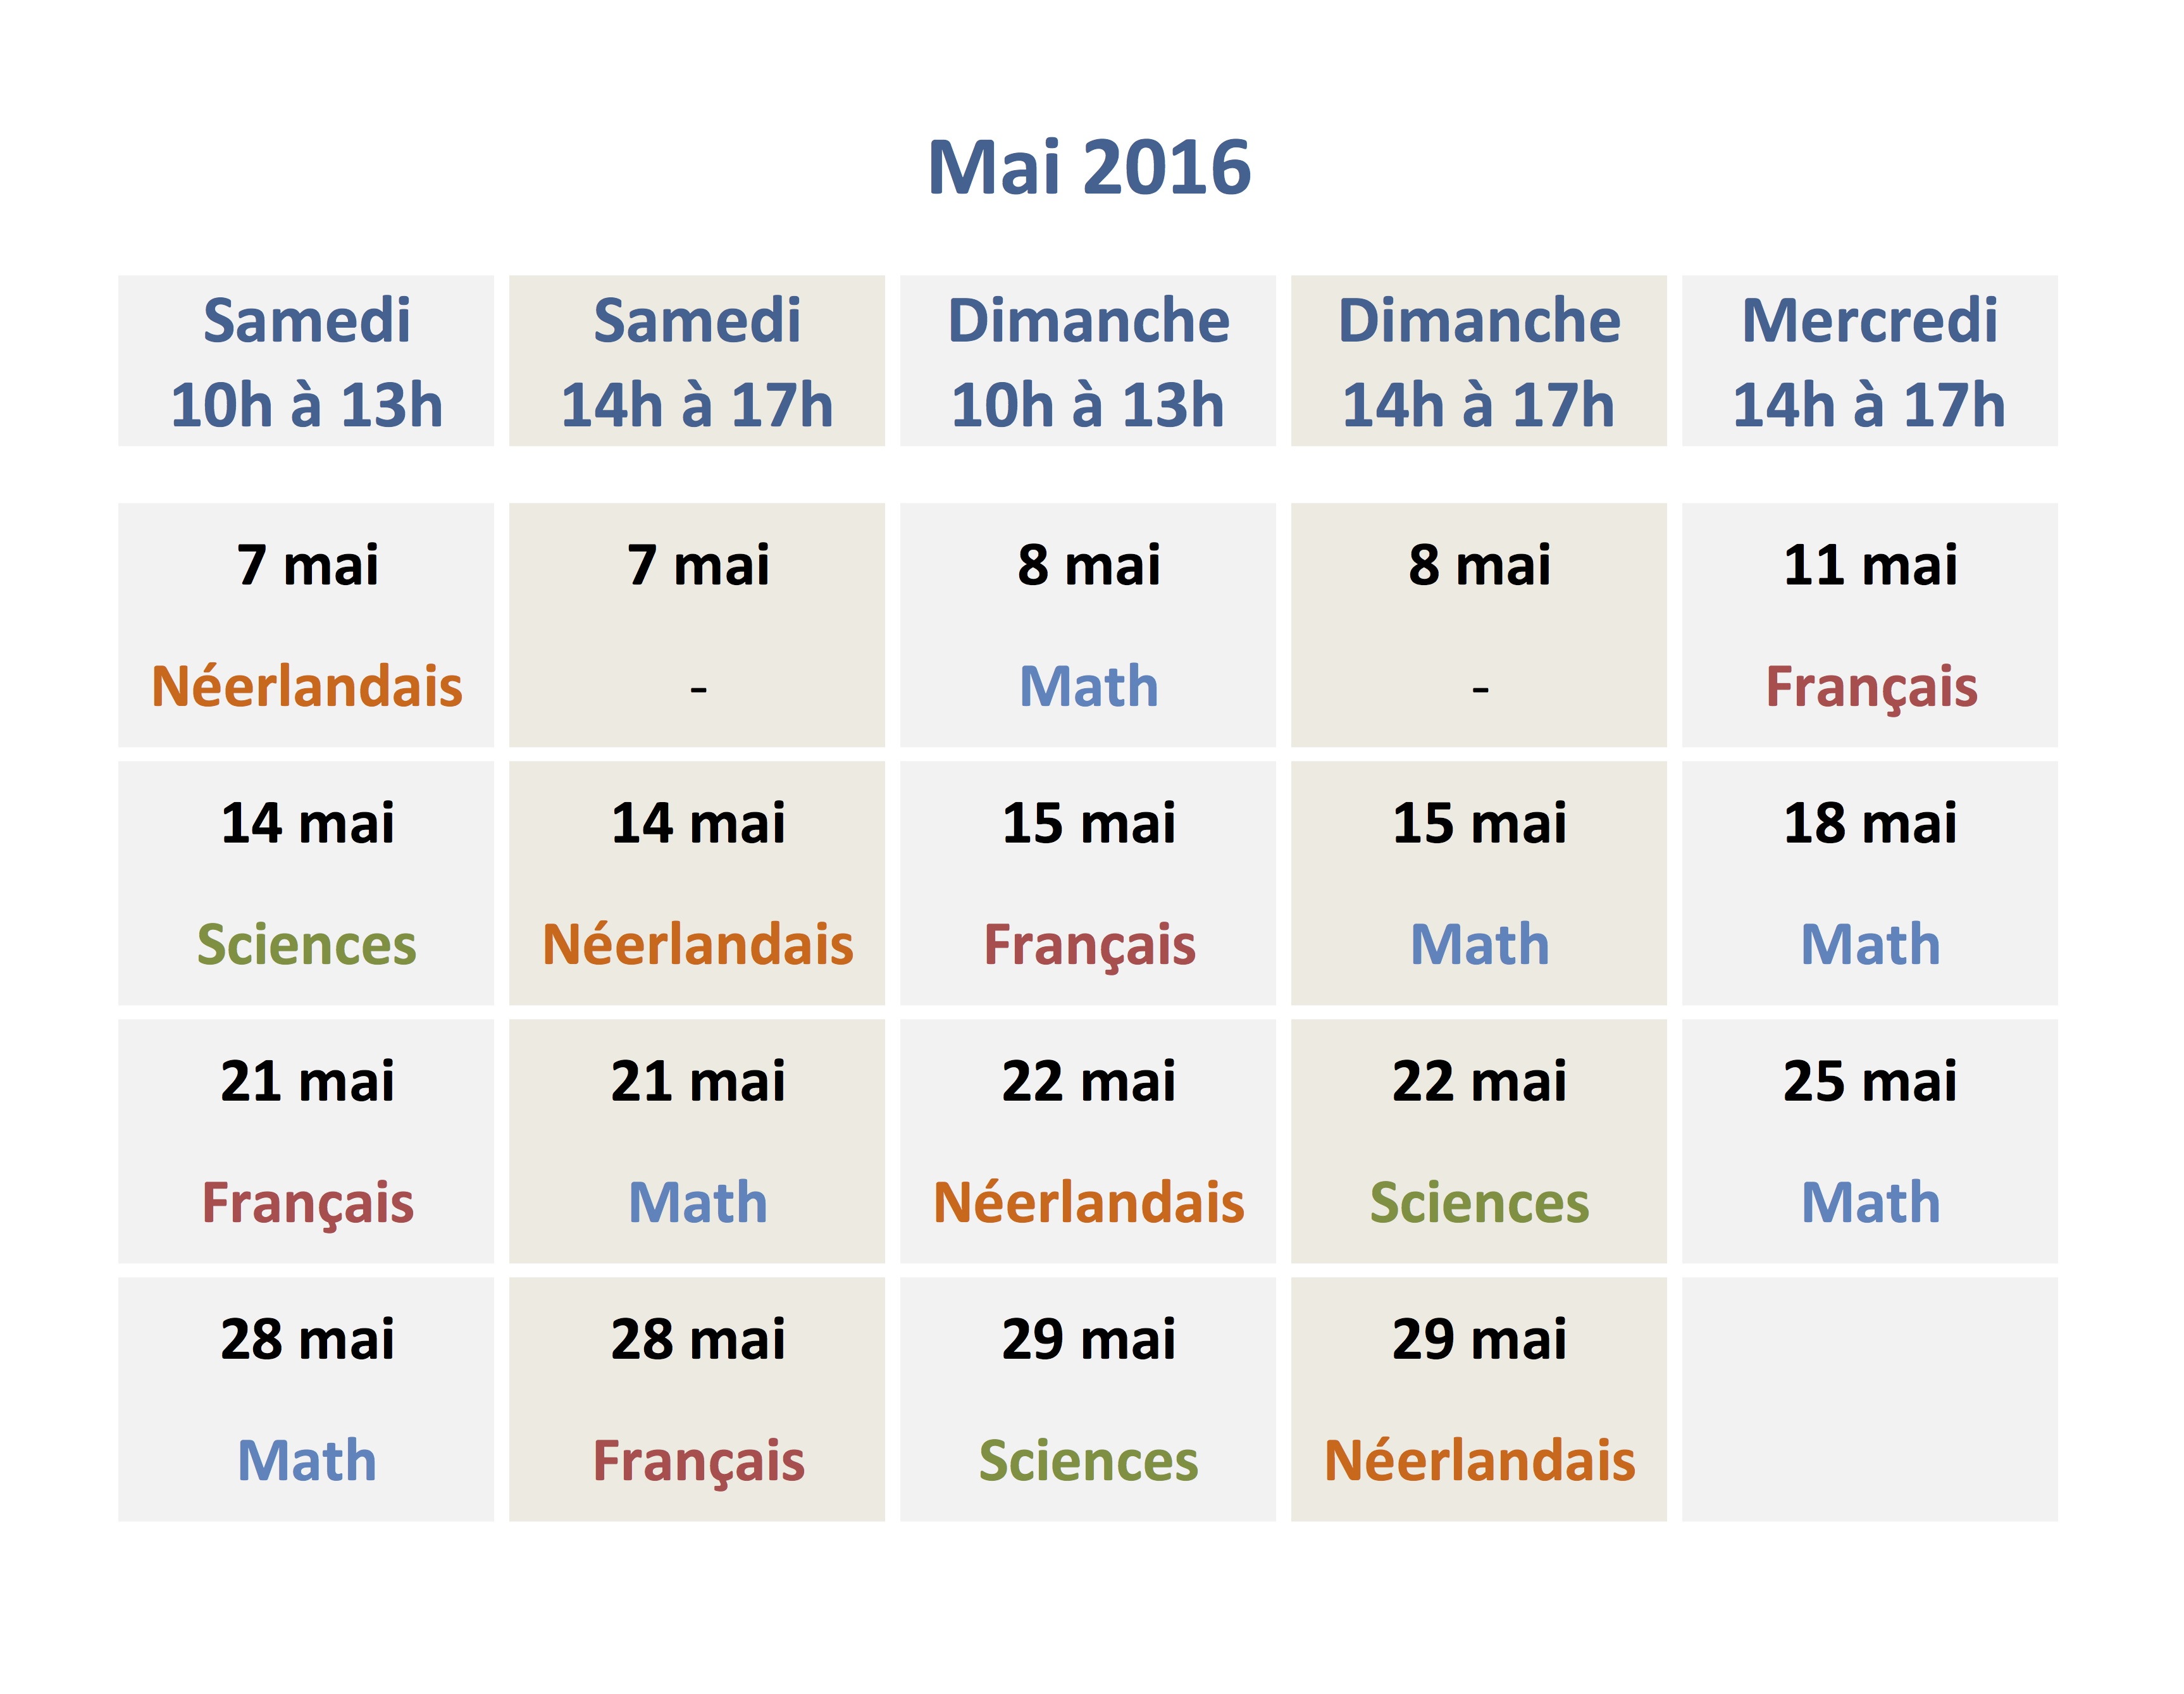 Mai 2016
Samedi Samedi Dimanche Dimanche Mercredi
10h à 13h 14h à 17h 10h à 13h 14h à 17h 14h à 17h
7 mai 7 mai 8 mai 8 mai 11 mai
Néerlandais - Math - Français
14 mai 14 mai 15 mai 15 mai 18 mai
Sciences Néerlandais Français Math Math
21 mai 21 mai 22 mai 22 mai 25 mai
Français Math Néerlandais Sciences Math
28 mai 28 mai 29 mai 29 mai
Math Français Sciences Néerlandais